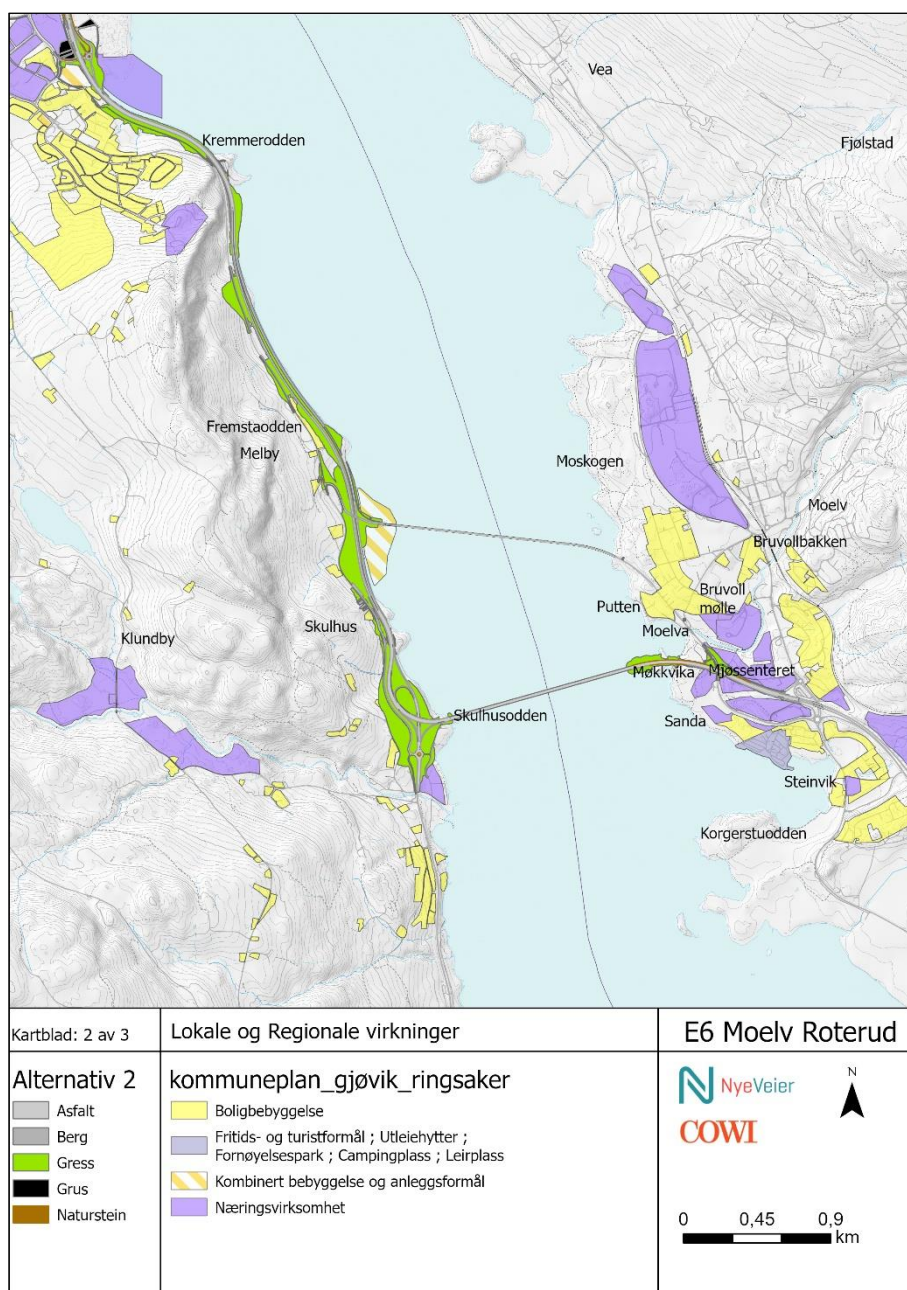 Vea
Fjølstad
Kremmerodden
Fremstaodden
Melby
Moskogen
Moelv
Bruvollbakken
Putten
Bruvoll
mølle
Moelva
Klundby
Skulhus
Møkkvika
Mjøssenteret
Skulhusodden
Sanda
Steinvik
Korgerstuodden
Kartblad: 2 av 3
Lokale og Regionale virkninger
E6 Moelv Roterud
Alternativ 2
Asfalt
Berg
Gress
Grus
Naturstein
kommuneplan_gjøvik_ringsaker
Boligbebyggelse
Fritids- og turistformål ; Utleiehytter ;
Fornøyelsespark ; Campingplass ; Leirplass
Kombinert bebyggelse og anleggsformål
Næringsvirksomhet
NyeVeier
COWI
N
0 0,45 0,9
km